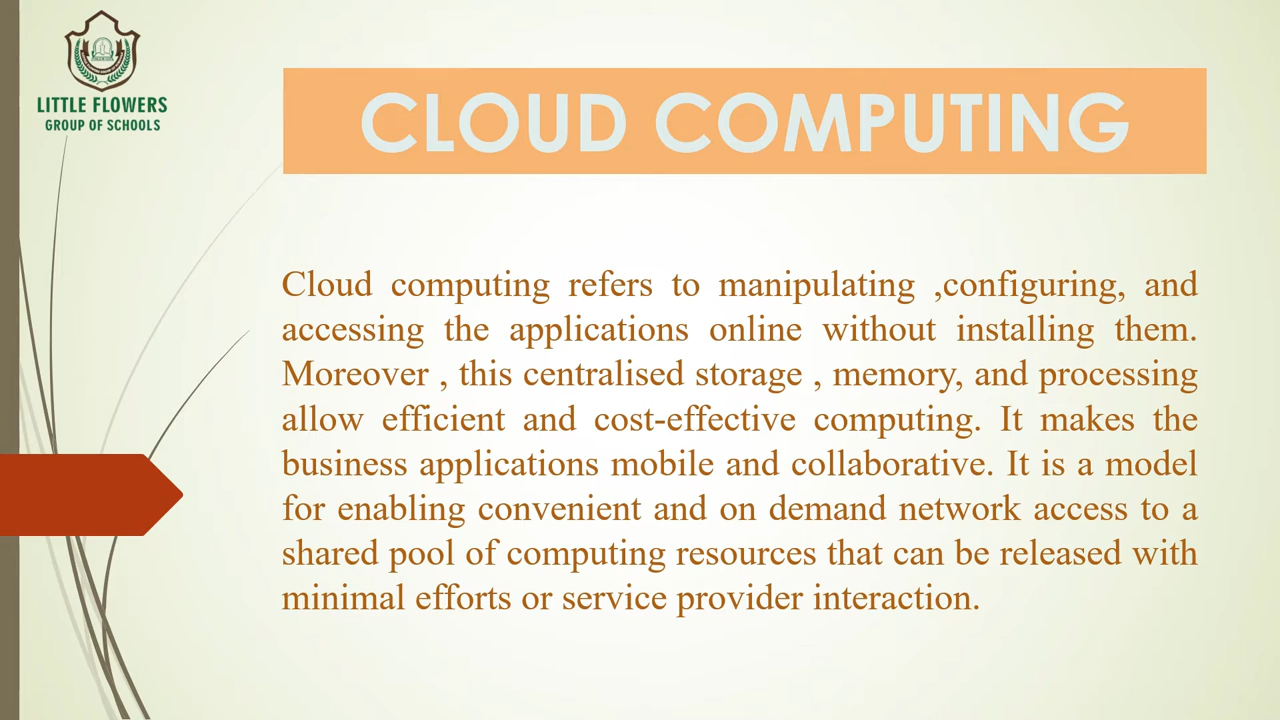 LITTLE FLOWERS
GROUP OF SCHOOLS
CLOUD COMPUTING
Cloud computing refers to manipulating ,configuring, and
accessing the applications online without installing them.
Moreover , this centralised storage , memory, and processing
allow efficient and cost-effective computing. It makes the
business applications mobile and collaborative. It is a model
for enabling convenient and on demand network access to a
shared pool of computing resources that can be released with
minimal efforts or service provider interaction.